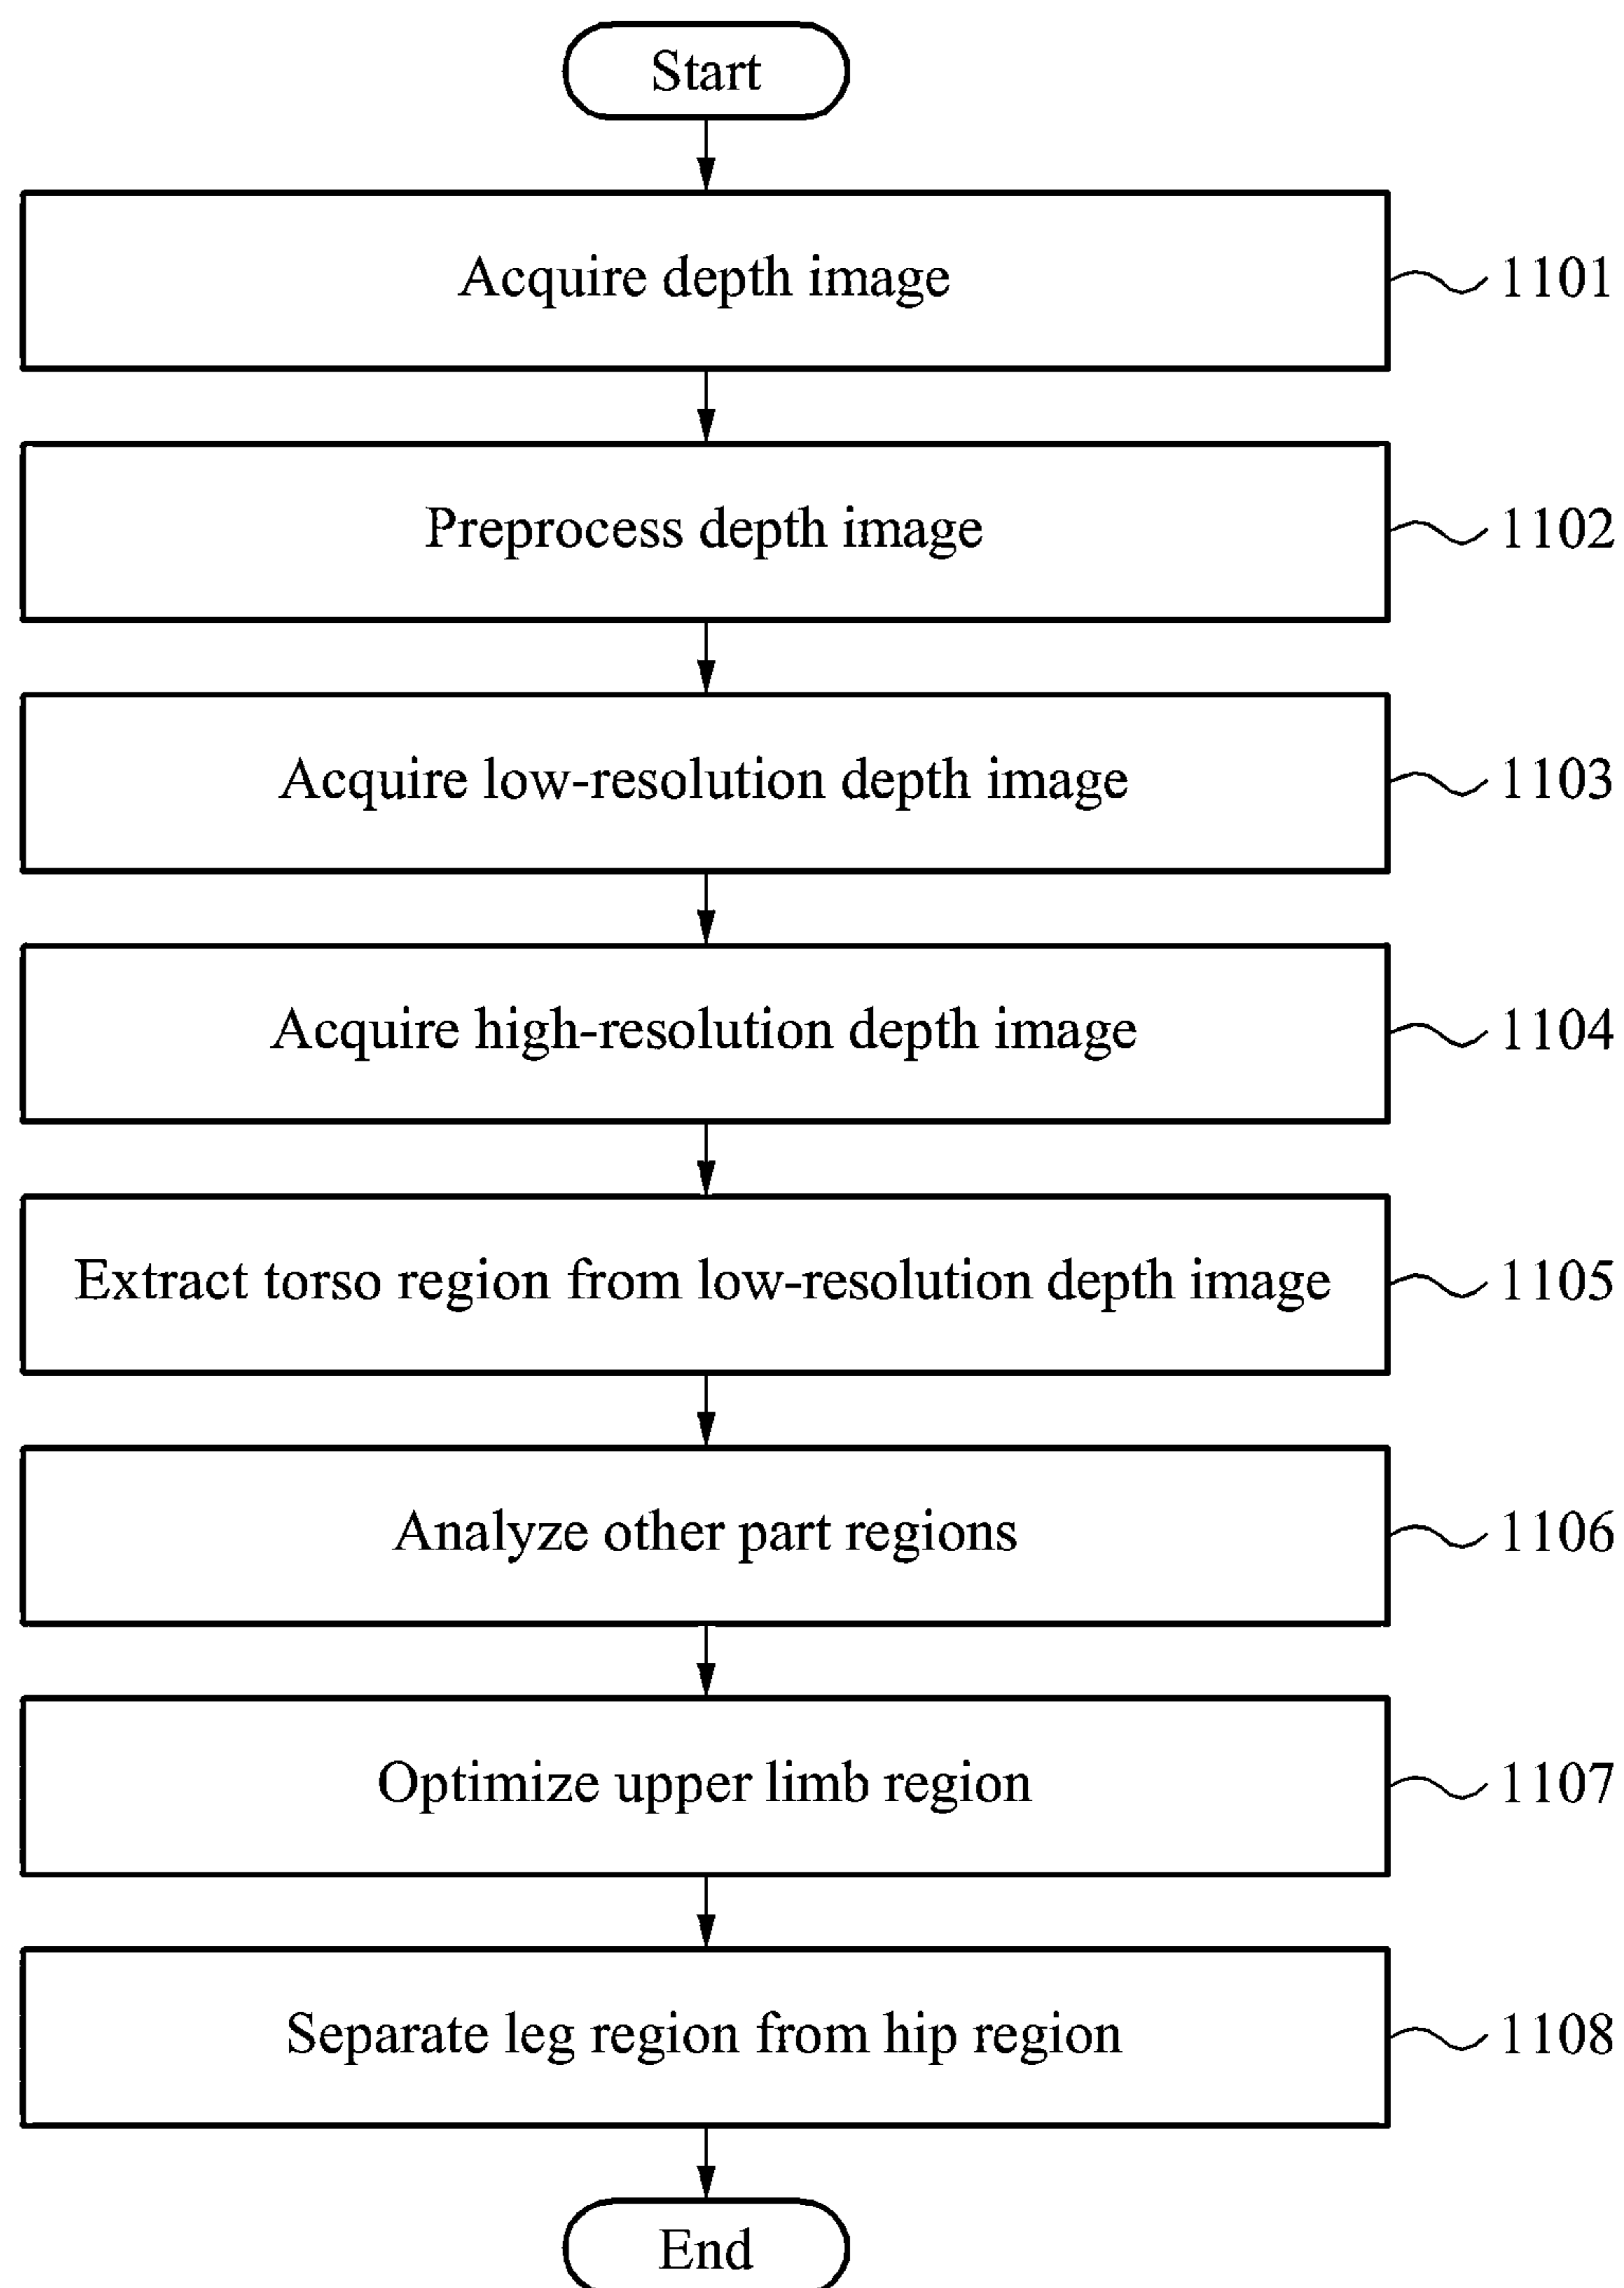 Start
Acquire depth image
1101
Preprocess depth image
1102
Acquire low-resolution depth image
1103
Acquire high-resolution depth image
1104
Extract torso region from low-resolution depth image
1105
Analyze other part regions
1106
Optimize upper limb region
1107
Separate leg region from hip region
1108
End